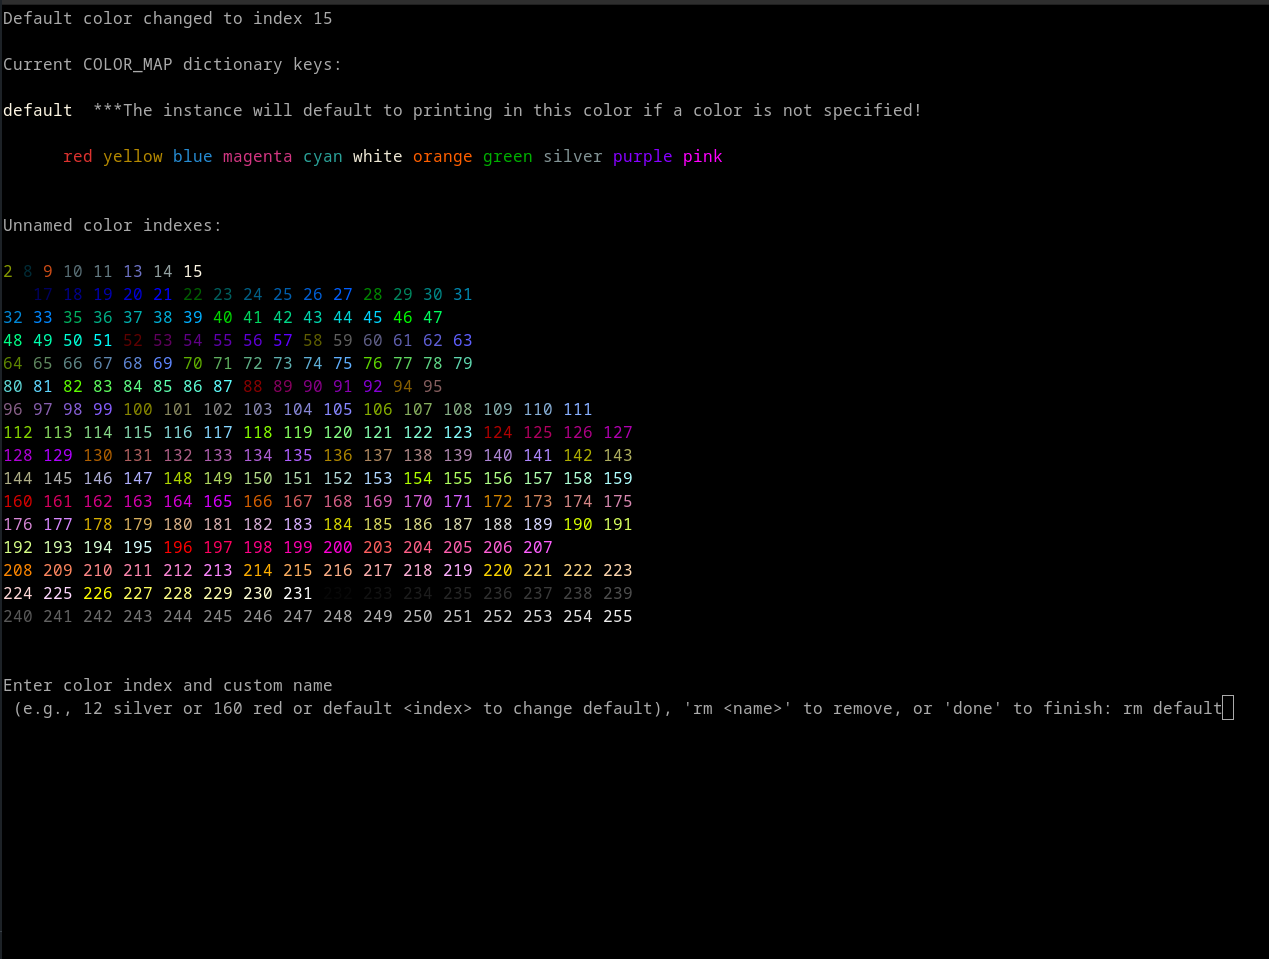 Default color changed to index 15
Current COLOR_MAP dictionary keys:
default  ***The instance will default to printing in this color if a color is not specified!
red yellow blue magenta cyan white orange green silver purple pink
Unnamed color indexes:
2 8 9 10 11 13 14 15
17 18 19 20 21 22 23 24 25 26 27 28 29 30 31
32 33 35 36 37 38 39 40 41 42 43 44 45 46 47
48 49 50 51 52 53 54 55 56 57 58 59 60 61 62 63
64 65 66 67 68 69 70 71 72 73 74 75 76 77 78 79
80 81 82 83 84 85 86 87 88 89 90 91 92 94 95
96 97 98 99 100 101 102 103 104 105 106 107 108 109 110 111
112 113 114 115 116 117 118 119 120 121 122 123 124 125 126 127
128 129 130 131 132 133 134 135 136 137 138 139 140 141 142 143
144 145 146 147 148 149 150 151 152 153 154 155 156 157 158 159
160 161 162 163 164 165 166 167 168 169 170 171 172 173 174 175
176 177 178 179 180 181 182 183 184 185 186 187 188 189 190 191
192 193 194 195 196 197 198 199 200 203 204 205 206 207
208 209 210 211 212 213 214 215 216 217 218 219 220 221 222 223
224 225 226 227 228 229 230 231 232 233 234 235 236 237 238 239
240 241 242 243 244 245 246 247 248 249 250 251 252 253 254 255
Enter color index and custom name
(e.g., 12 silver or 160 red or default <index> to change default), 'rm <name>' to remove, or 'done' to finish: rm default